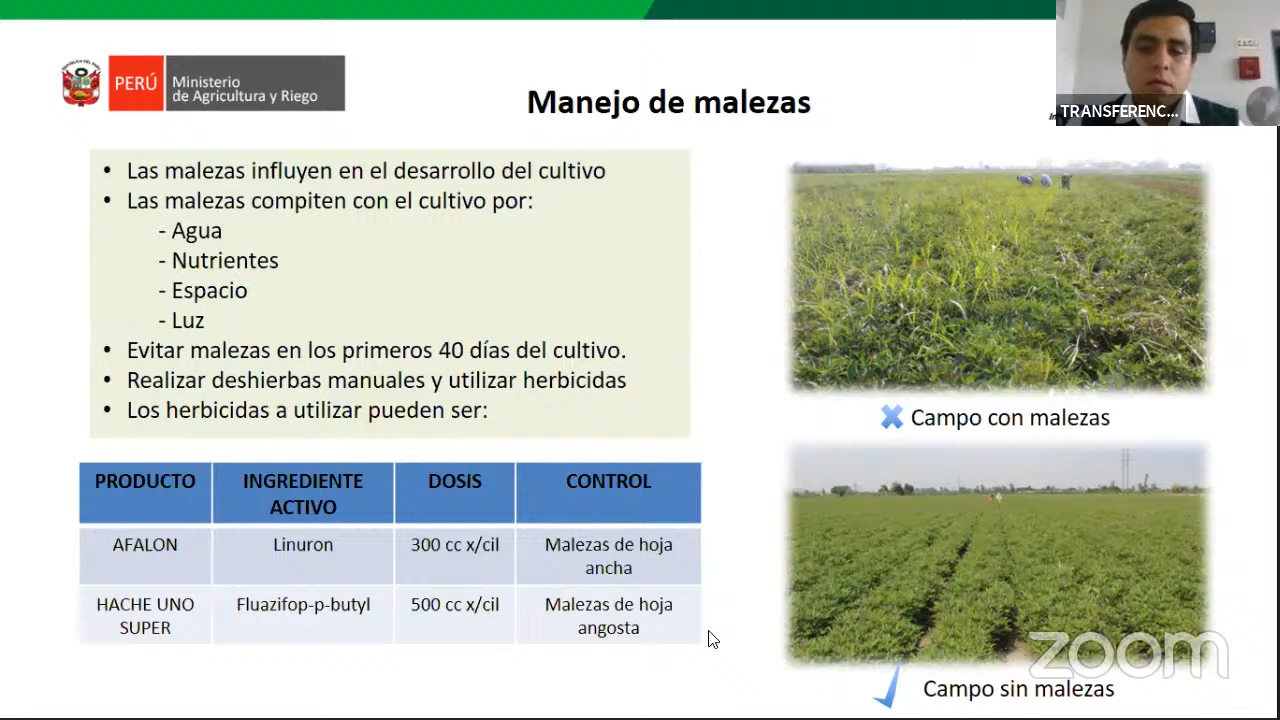 PERÚ
Ministerio
de Agricultura y Riego
Manejo de malezas
TRANSFERENC...
• Las malezas influyen en el desarrollo del cultivo
• Las malezas compiten con el cultivo por:
- Agua
- Nutrientes
- Espacio
- Luz
• Evitar malezas en los primeros 40 días del cultivo.
• Realizar deshierbas manuales y utilizar herbicidas
• Los herbicidas a utilizar pueden ser:
PRODUCTO INGREDIENTE ACTIVO DOSIS CONTROL
AFALON Linuron 300 cc x/cil Malezas de hoja ancha
HACHE UNO SUPER Fluazifop-p-butyl 500 cc x/cil Malezas de hoja angosta
Campo con malezas
zoom
Campo sin malezas